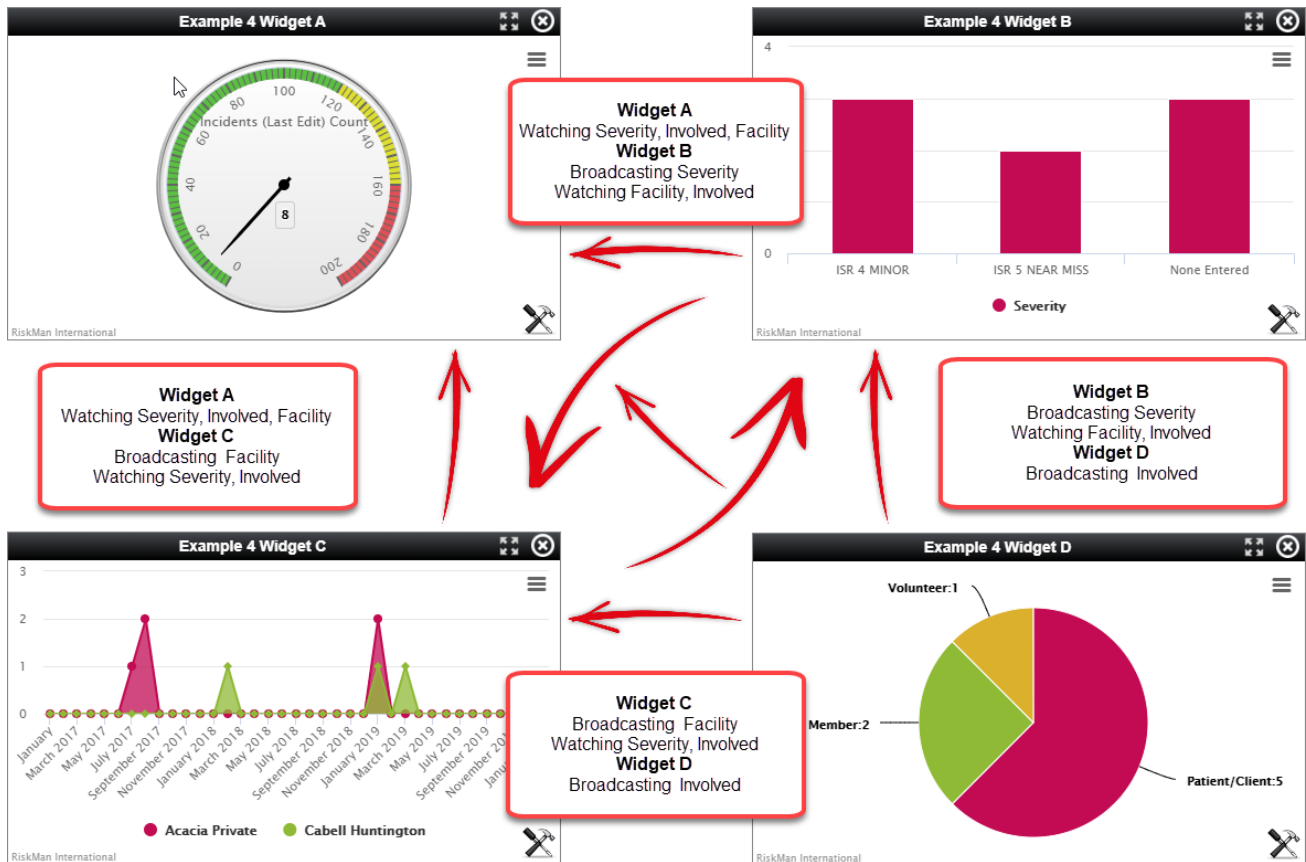 Example 4 Widget A
Incidents (Last Edit) Count
0
20
40
60
80
100
120
140
160
180
200
8
RiskMan International
Widget A
Watching Severity, Involved, Facility
Widget B
Broadcasting Severity
Watching Facility, Involved
Example 4 Widget B
4
0
ISR 4 MINOR
ISR 5 NEAR MISS
None Entered
Severity
RiskMan International
Widget A
Watching Severity, Involved, Facility
Widget C
Broadcasting Facility
Watching Severity, Involved
Widget B
Broadcasting Severity
Watching Facility, Involved
Widget D
Broadcasting Involved
Example 4 Widget C
3
2
1
0
January
March 2017
May 2017
July 2017
September 2017
November 2017
January 2018
March 2018
May 2018
July 2018
September 2018
November 2018
January 2019
March 2019
May 2019
July 2019
September 2019
Acacia Private
Cabell Huntington
RiskMan International
Widget C
Broadcasting Facility
Watching Severity, Involved
Widget D
Broadcasting Involved
Example 4 Widget D
Volunteer:1
Member:2
Patient/Client:5
RiskMan International